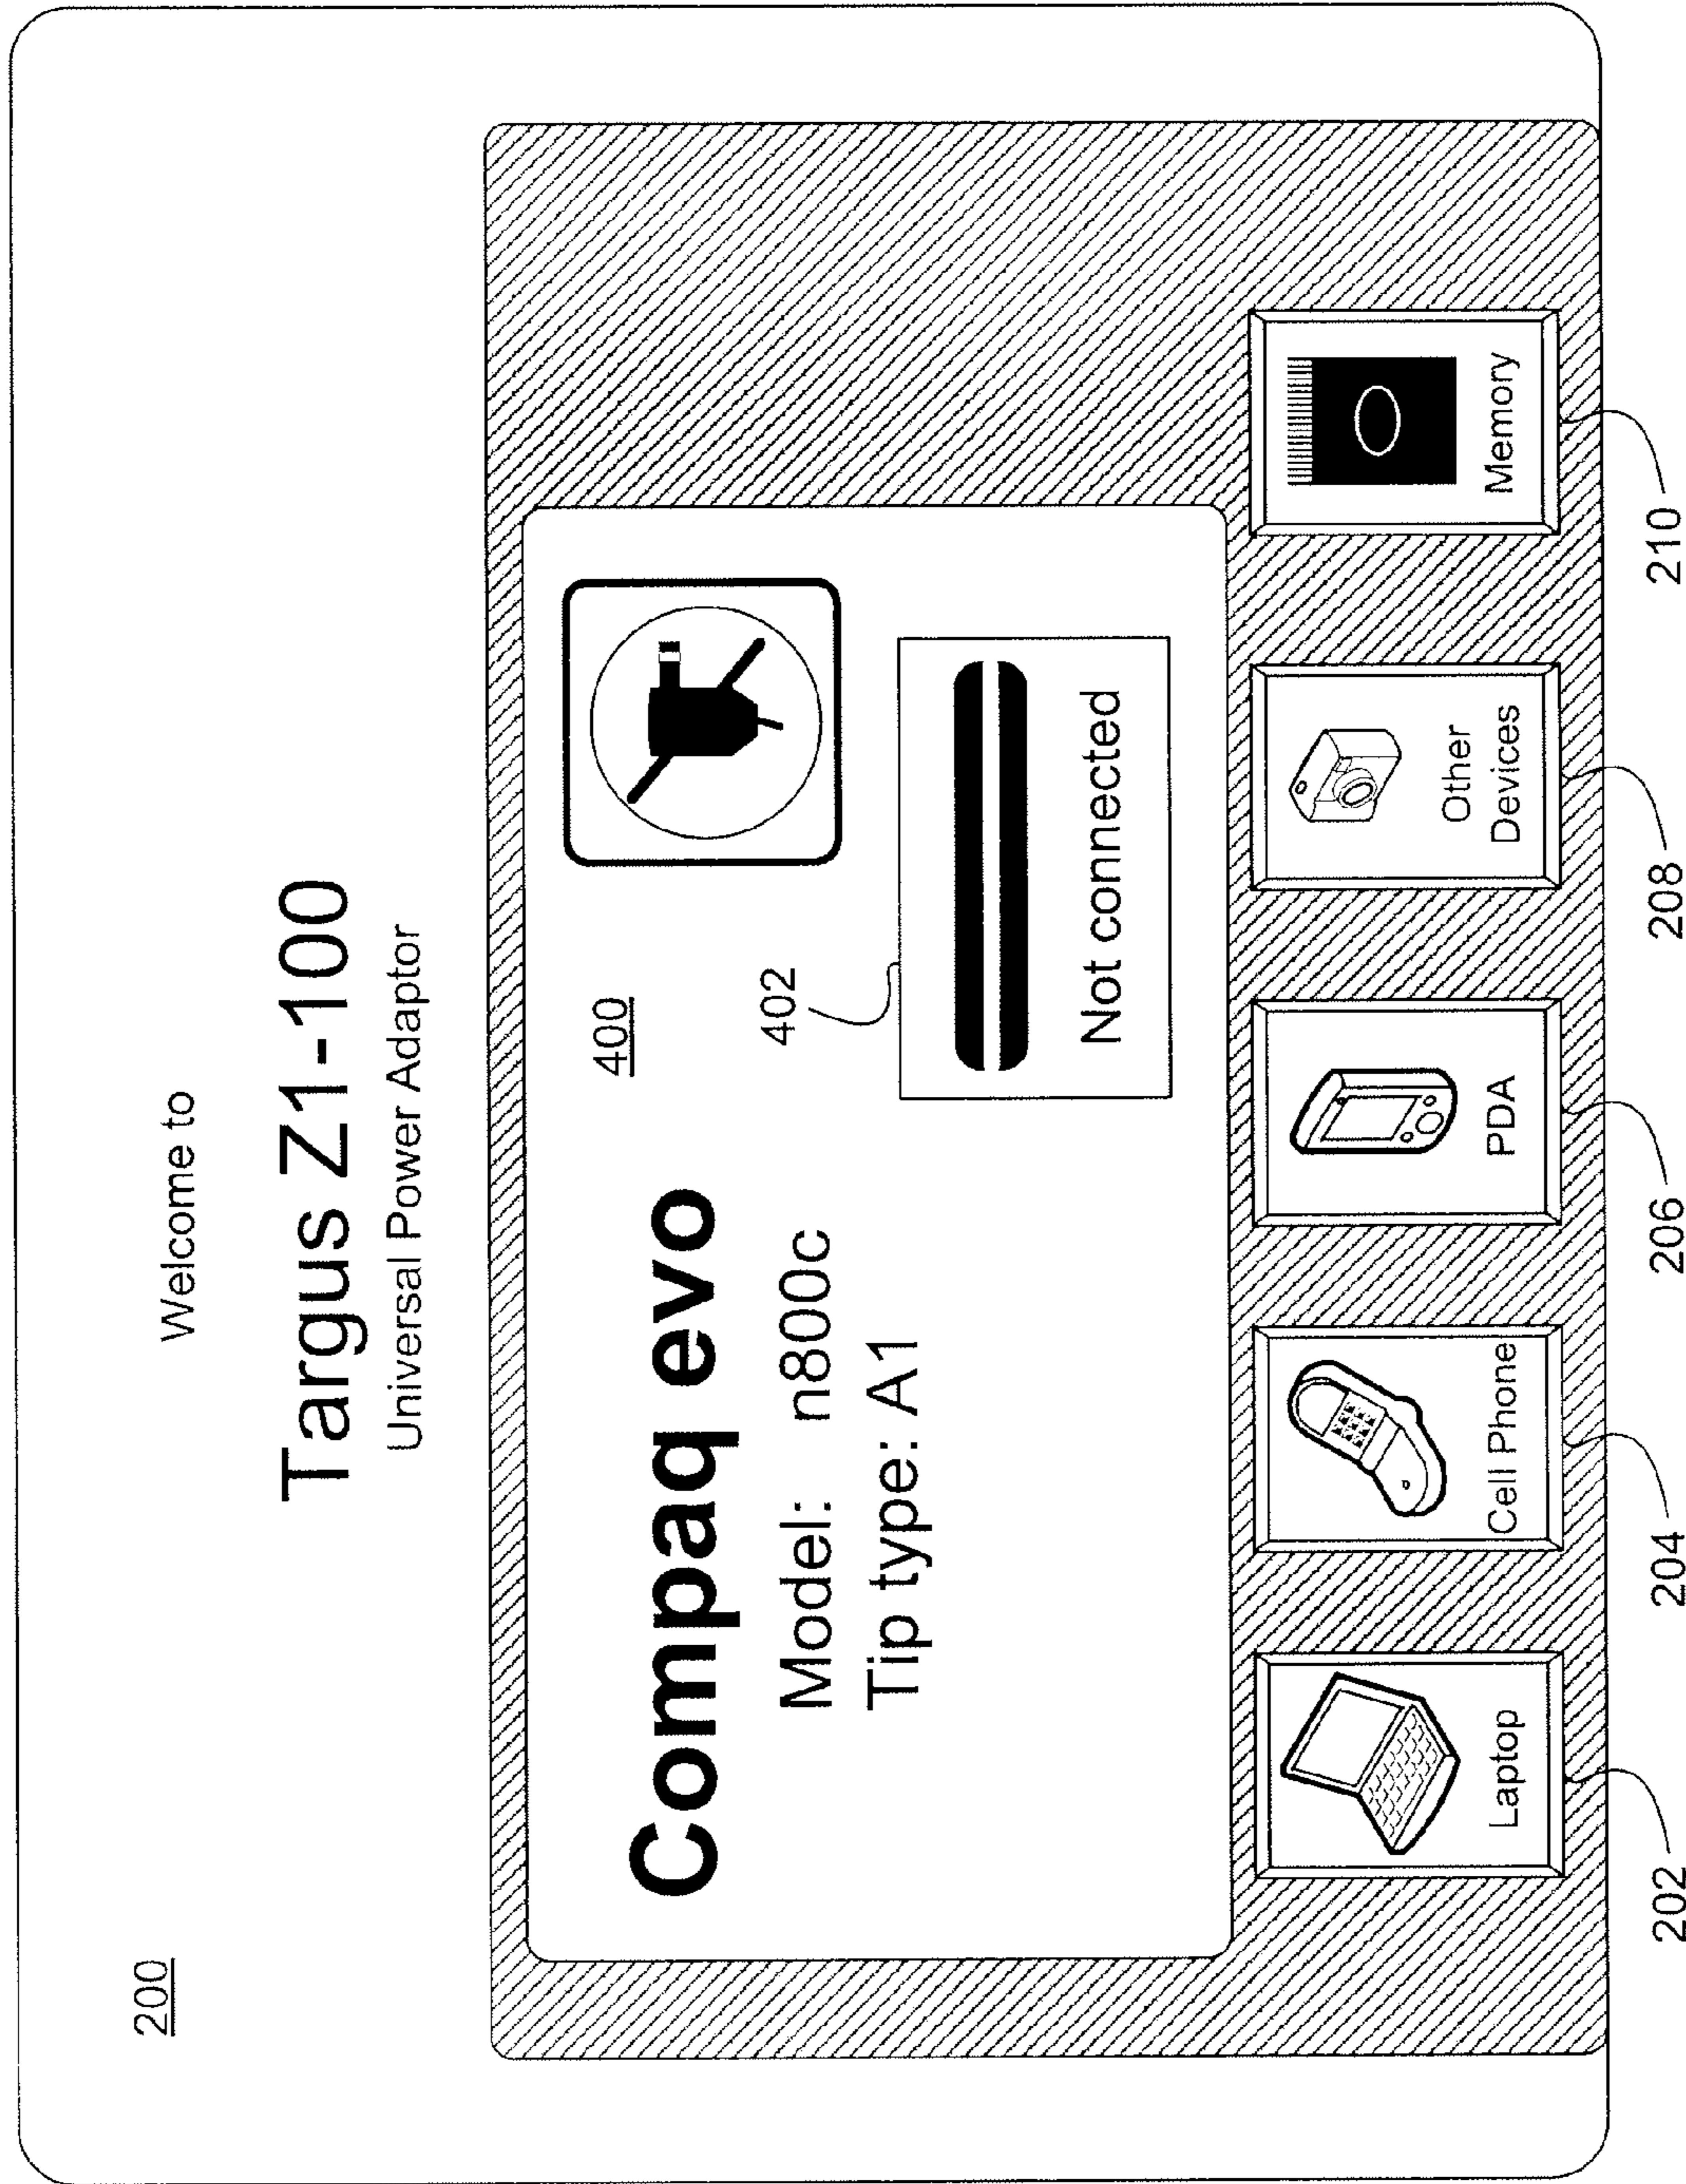 200
Welcome to
Targus Z1-100
Universal Power Adaptor
400
Compaq evo
Model: n800c
Tip type: A1
402
Not connected
Laptop
Cell Phone
PDA
Other
Devices
Memory
202
204
206
208
210